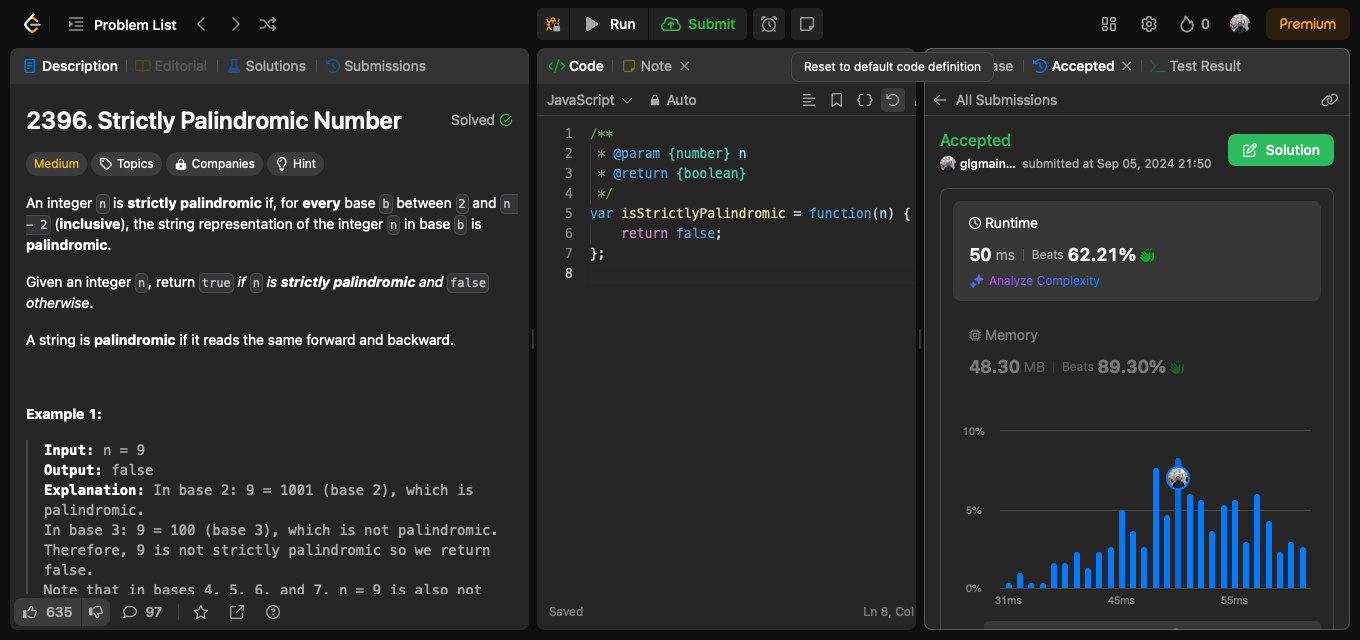 Problem List
Run
Submit
0
Premium
Description
Editorial
Solutions
Submissions
2396. Strictly Palindromic Number
Solved
Medium
Topics
Companies
Hint
An integer n is strictly palindromic if, for every base b between 2 and n
- 2 (inclusive), the string representation of the integer n in base b is
palindromic.
Given an integer n, return true if n is strictly palindromic and false
otherwise.
A string is palindromic if it reads the same forward and backward.
Example 1:
Input: n = 9
Output: false
Explanation: In base 2: 9 = 1001 (base 2), which is
palindromic.
In base 3: 9 = 100 (base 3), which is not palindromic.
Therefore, 9 is not strictly palindromic so we return
false.
Note that in bases 4, 5, 6, and 7, n = 9 is also not
635
97
</> Code
Note
Reset to default code definition
JavaScript
Auto
1 /**
2 * @param {number} n
3 * @return {boolean}
4 */
5 var isStrictlyPalindromic = function(n) {
6 return false;
7 };
8
Saved
Ln 8, Col
ase
Accepted
Test Result
All Submissions
Accepted
glgmain... submitted at Sep 05, 2024 21:50
Solution
Runtime
50 ms
Beats 62.21%
Analyze Complexity
Memory
48.30 MB
Beats 89.30%
10%
5%
0%
31ms
45ms
55ms